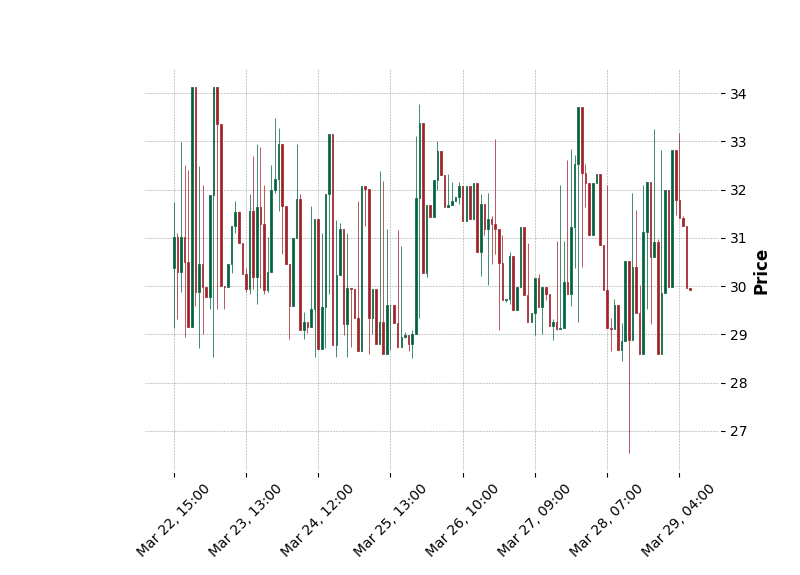 34
33
32
31
30
29
28
27
Price
Mar 22, 15:00
Mar 23, 13:00
Mar 24, 12:00
Mar 25, 13:00
Mar 26, 10:00
Mar 27, 09:00
Mar 28, 07:00
Mar 29, 04:00